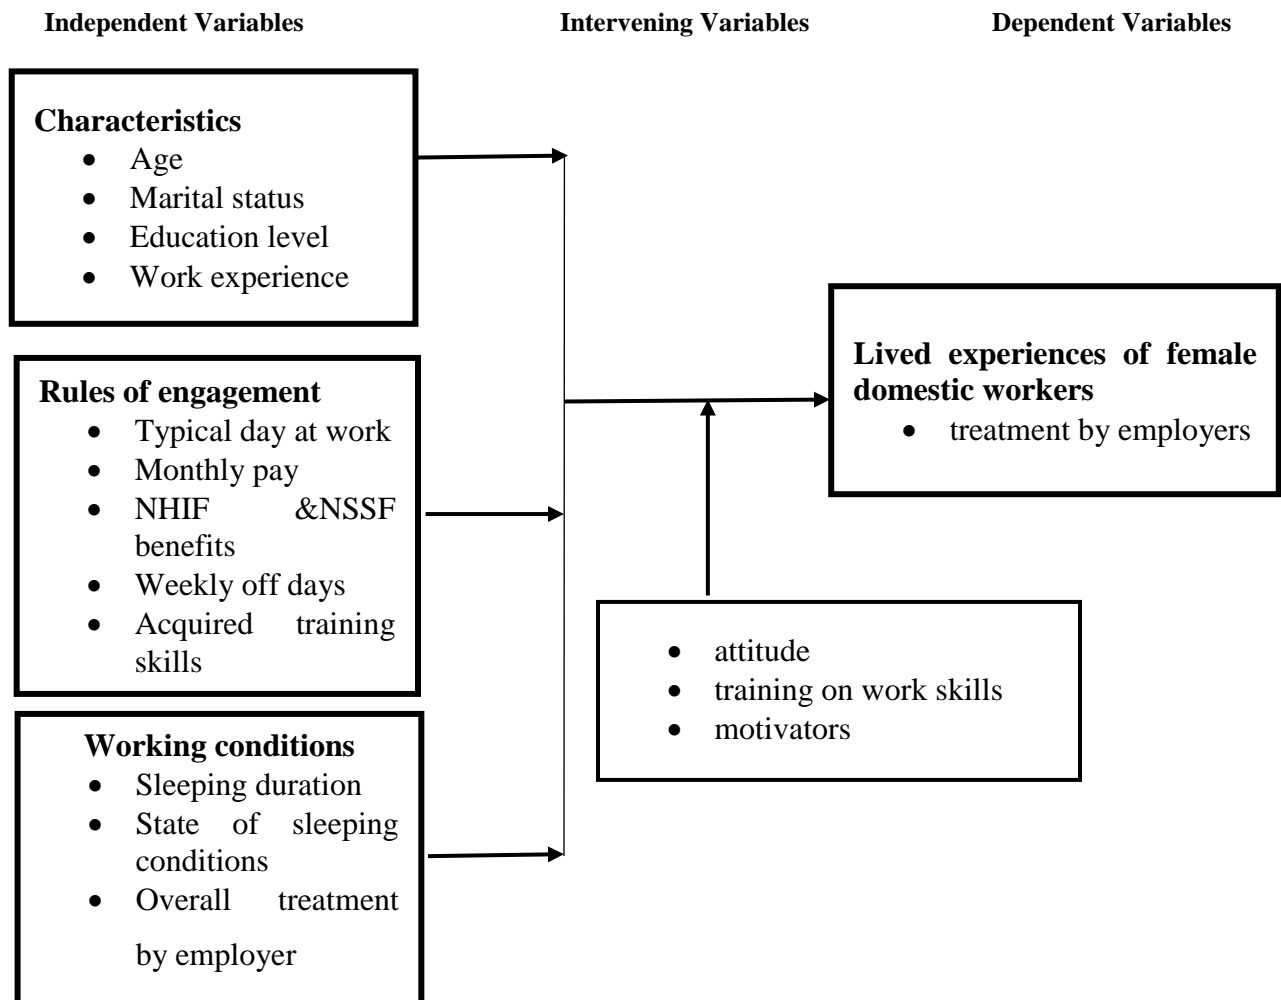 Independent Variables
Intervening Variables
Dependent Variables
Characteristics
• Age
• Marital status
• Education level
• Work experience
Rules of engagement
• Typical day at work
• Monthly pay
• NHIF &NSSF
benefits
• Weekly off days
• Acquired training
skills
Working conditions
• Sleeping duration
• State of sleeping
conditions
• Overall treatment
by employer
• attitude
• training on work skills
• motivators
Lived experiences of female
domestic workers
• treatment by employers